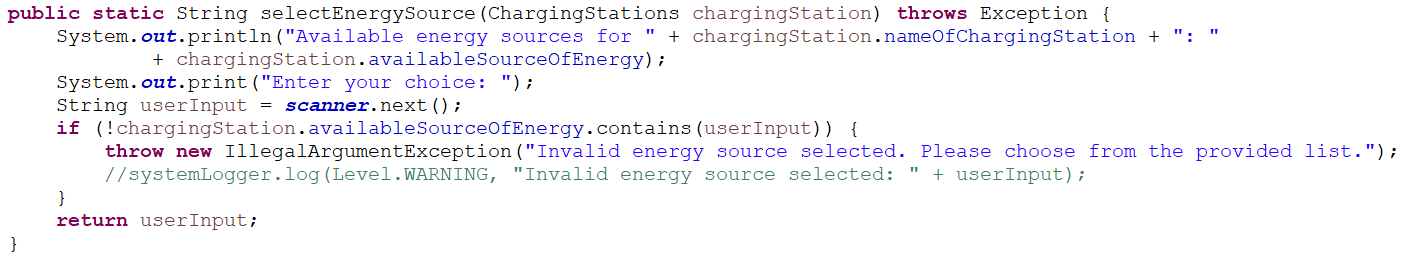 public static String selectEnergySource(ChargingStations chargingStation) throws Exception {
    System.out.println("Available energy sources for " + chargingStation.nameOfChargingStation + ": "
            + chargingStation.availableSourceOfEnergy);
    System.out.print("Enter your choice: ");
    String userInput = scanner.next();
    if (!chargingStation.availableSourceOfEnergy.contains(userInput)) {
        throw new IllegalArgumentException("Invalid energy source selected. Please choose from the provided list.");
        //systemLogger.log(Level.WARNING, "Invalid energy source selected: " + userInput);
    }
    return userInput;
}